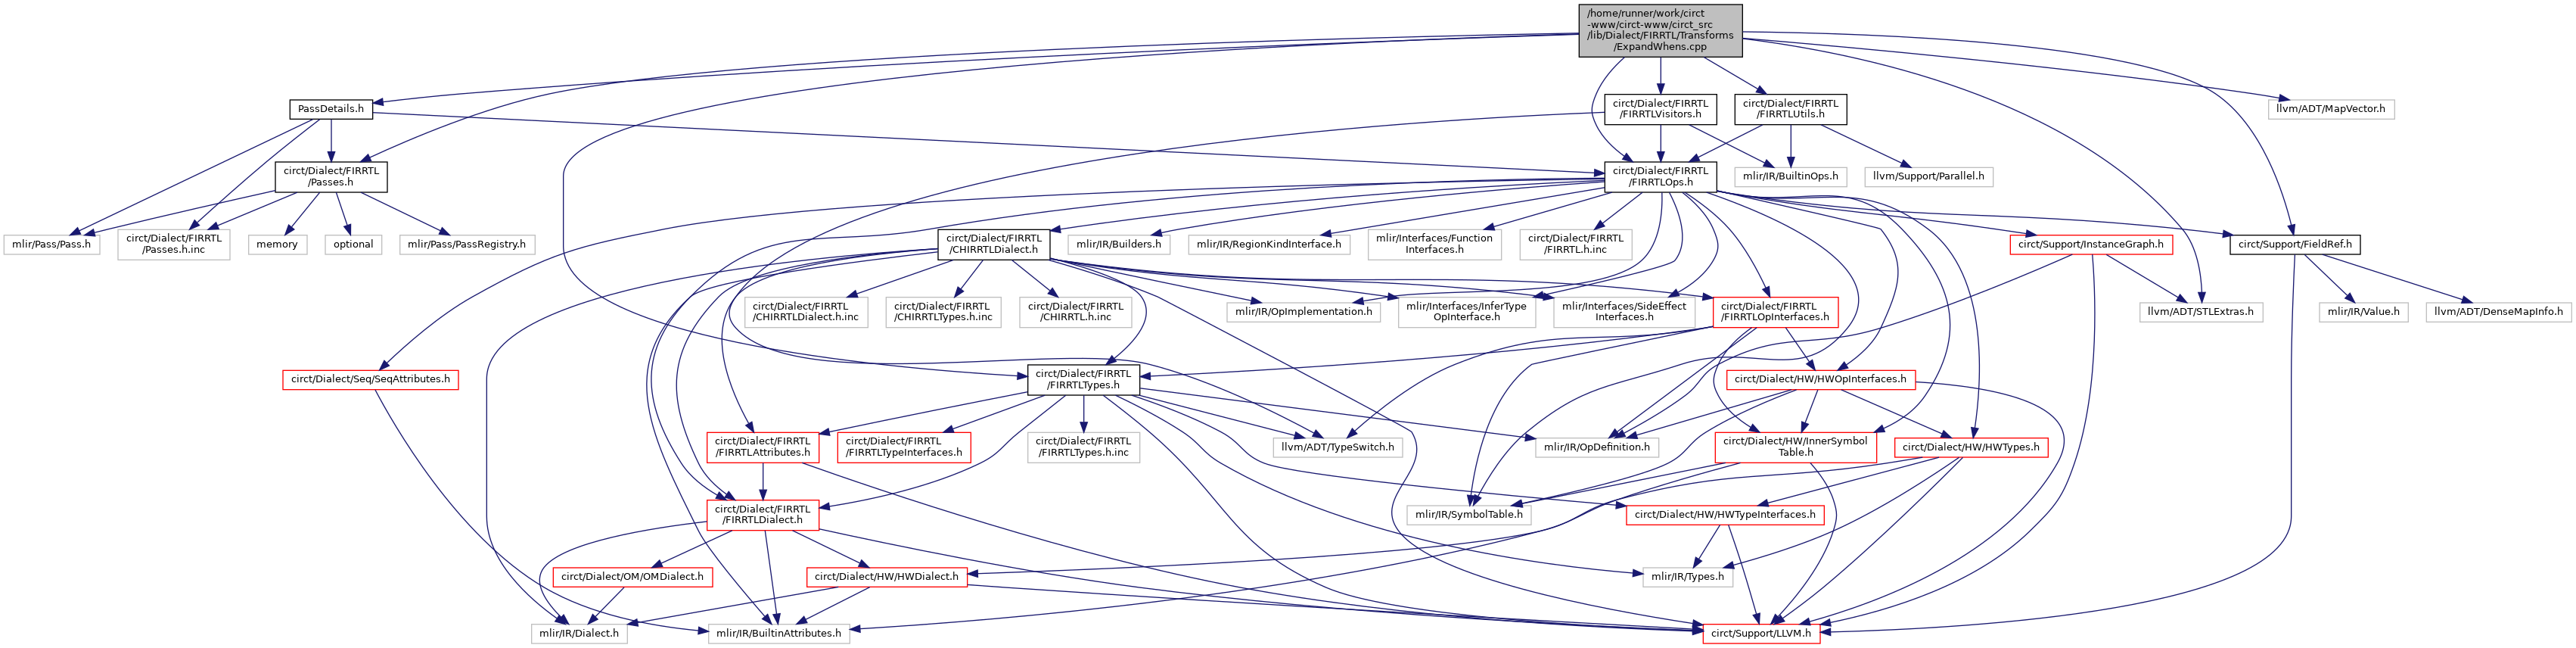 /home/runner/work/circt
-www/circt-www/circt_src
/lib/Dialect/FIRRTL/Transforms
/ExpandWhens.cpp
PassDetails.h
circt/Dialect/FIRRTL
/FIRRTLVisitors.h
circt/Dialect/FIRRTL
/FIRRTLUtils.h
llvm/ADT/MapVector.h
circt/Dialect/FIRRTL
/Passes.h
circt/Dialect/FIRRTL
/FIRRTLOps.h
mlir/IR/BuiltinOps.h
llvm/Support/Parallel.h
mlir/Pass/Pass.h
circt/Dialect/FIRRTL
/Passes.h.inc
memory
optional
mlir/Pass/PassRegistry.h
circt/Dialect/FIRRTL
/CHIRRTLDialect.h
mlir/IR/Builders.h
mlir/IR/RegionKindInterface.h
mlir/Interfaces/Function
Interfaces.h
circt/Dialect/FIRRTL
/FIRRTL.h.inc
circt/Support/InstanceGraph.h
circt/Support/FieldRef.h
circt/Dialect/FIRRTL
/CHIRRTLDialect.h.inc
circt/Dialect/FIRRTL
/CHIRRTLTypes.h.inc
circt/Dialect/FIRRTL
/CHIRRTL.h.inc
mlir/IR/OpImplementation.h
mlir/Interfaces/InferType
OpInterface.h
mlir/Interfaces/SideEffect
Interfaces.h
circt/Dialect/FIRRTL
/FIRRTLOpInterfaces.h
llvm/ADT/STLExtras.h
mlir/IR/Value.h
llvm/ADT/DenseMapInfo.h
circt/Dialect/Seq/SeqAttributes.h
circt/Dialect/FIRRTL
/FIRRTLTypes.h
circt/Dialect/HW/HWOpInterfaces.h
circt/Dialect/FIRRTL
/FIRRTLAttributes.h
circt/Dialect/FIRRTL
/FIRRTLTypeInterfaces.h
circt/Dialect/FIRRTL
/FIRRTLTypes.h.inc
llvm/ADT/TypeSwitch.h
mlir/IR/OpDefinition.h
circt/Dialect/HW/InnerSymbol
Table.h
circt/Dialect/HW/HWTypes.h
circt/Dialect/FIRRTL
/FIRRTLDialect.h
mlir/IR/SymbolTable.h
circt/Dialect/HW/HWTypeInterfaces.h
circt/Dialect/OM/OMDialect.h
circt/Dialect/HW/HWDialect.h
mlir/IR/Types.h
mlir/IR/Dialect.h
mlir/IR/BuiltinAttributes.h
circt/Support/LLVM.h